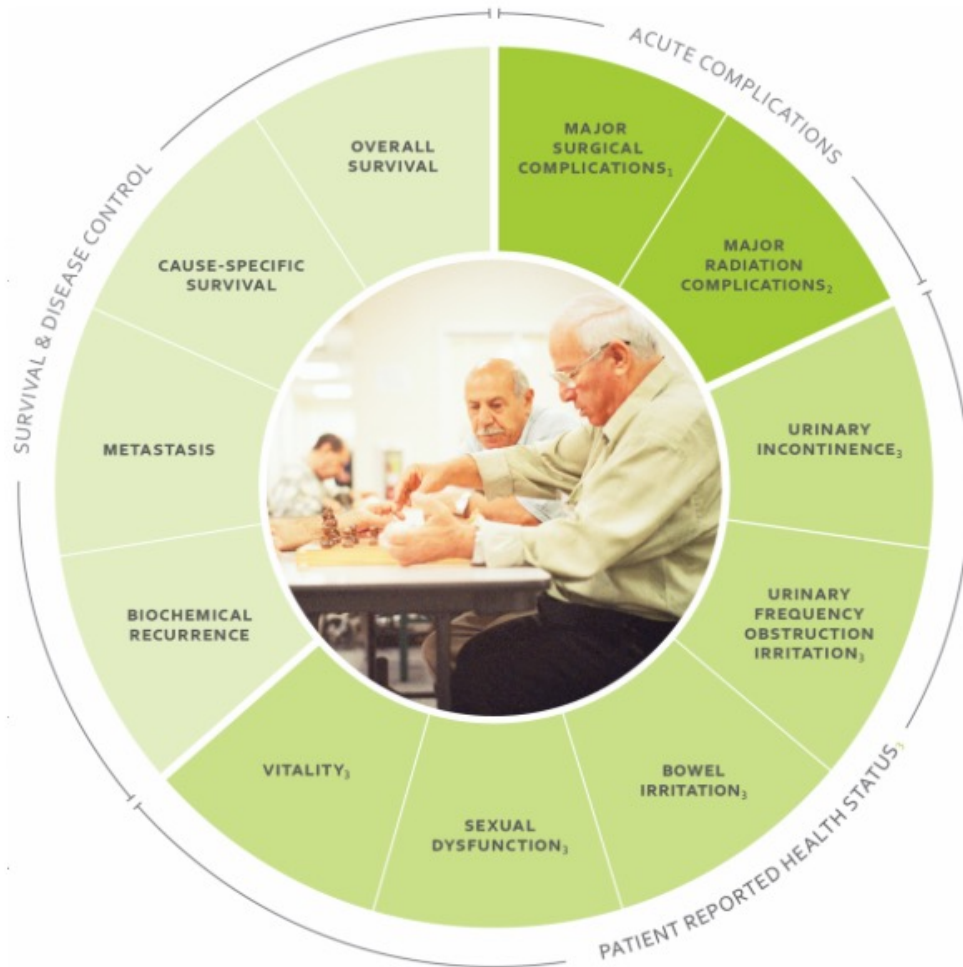 ACUTE COMPLICATIONS
MAJOR
SURGICAL
COMPLICATIONS₁
MAJOR
RADIATION
COMPLICATIONS₂
PATIENT REPORTED HEALTH STATUS₃
URINARY
INCONTINENCE₃
URINARY
FREQUENCY
OBSTRUCTION
IRRITATION₃
BOWEL
IRRITATION₃
SEXUAL
DYSFUNCTION₃
VITALITY₃
SURVIVAL & DISEASE CONTROL
BIOCHEMICAL
RECURRENCE
METASTASIS
CAUSE-SPECIFIC
SURVIVAL
OVERALL
SURVIVAL